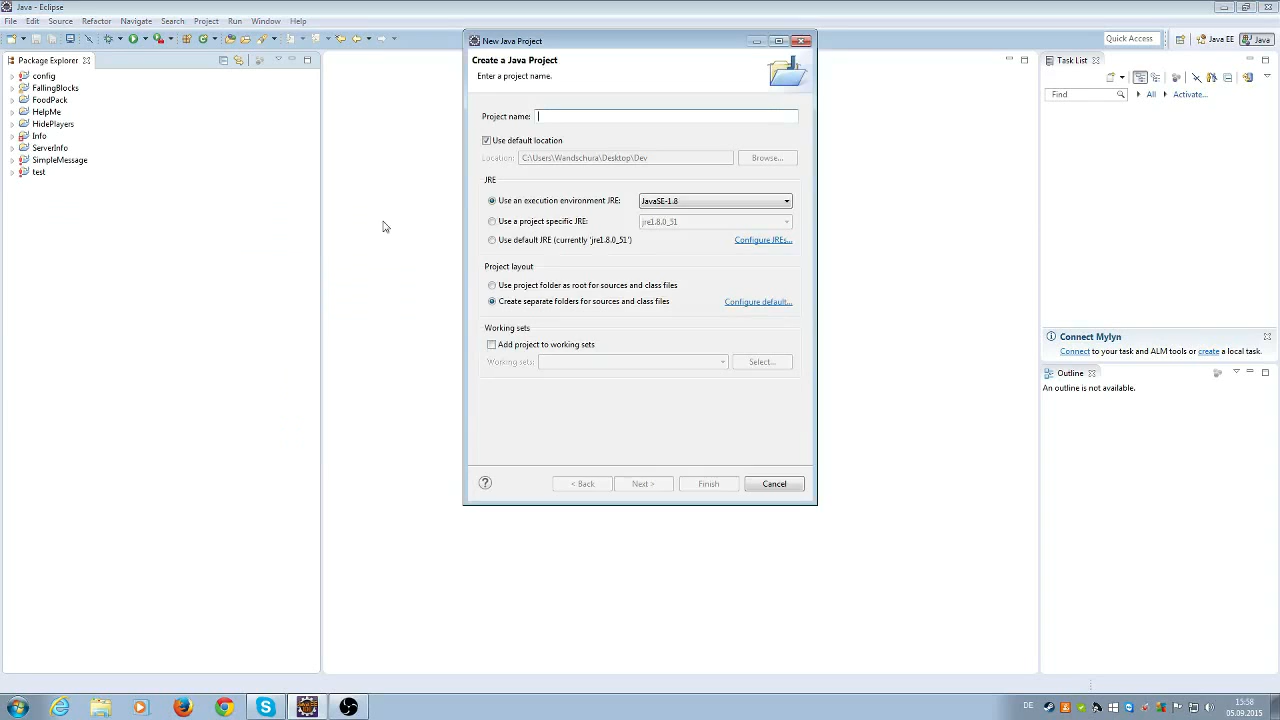 Java - Eclipse
File Edit Source Refactor Navigate Search Project Run Window Help
Quick Access Java EE Java
Package Explorer
config
FallingBlocks
FoodPack
HelpMe
HidePlayers
Info
ServerInfo
SimpleMessage
test
New Java Project
Create a Java Project
Enter a project name.
Project name:
Use default location
Location: C:\Users\Wandschura\Desktop\Dev Browse...
JRE
Use an execution environment JRE: JavaSE-1.8
Use a project specific JRE: jre1.8.0_51
Use default JRE (currently 'jre1.8.0_51') Configure JREs...
Project layout
Use project folder as root for sources and class files
Create separate folders for sources and class files Configure default...
Working sets
Add project to working sets
Working sets: Select...
? < Back Next > Finish Cancel
Task List
Find All Activate...
Connect Mylyn
Connect to your task and ALM tools or create a local task.
Outline
An outline is not available.
DE 15:58
05.09.2015